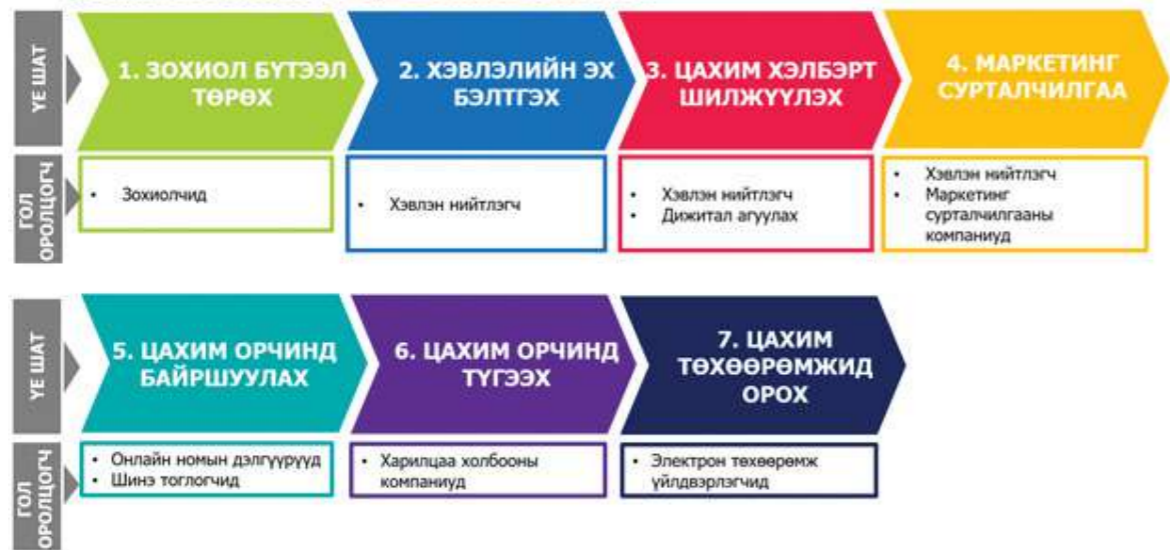 ҮЕ ШАТ
1. ЗОХИОЛ БҮТЭЭЛ
ТӨРӨХ
2. ХЭВЛЭЛИЙН ЭХ
БЭЛТГЭХ
3. ЦАХИМ ХЭЛБЭРТ
ШИЛЖҮҮЛЭХ
4. МАРКЕТИНГ
СУРТАЛЧИЛГАА
ГОЛ
ОРОЛЦОГЧ
• Зохиолчид
• Хэвлэн нийтлэгч
• Хэвлэн нийтлэгч
• Дижитал агуулах
• Хэвлэн нийтлэгч
• Маркетинг
сурталчилгааны
компаниуд
ҮЕ ШАТ
5. ЦАХИМ ОРЧИНД
БАЙРШУУЛАХ
6. ЦАХИМ ОРЧИНД
ТҮГЭЭХ
7. ЦАХИМ
ТӨХӨӨРӨМЖИД
ОРОХ
ГОЛ
ОРОЛЦОГЧ
• Онлайн номын дэлгүүрүүд
• Шинэ тоглогчид
• Харилцаа холбооны
компаниуд
• Электрон төхөөрөмж
үйлдвэрлэгчид